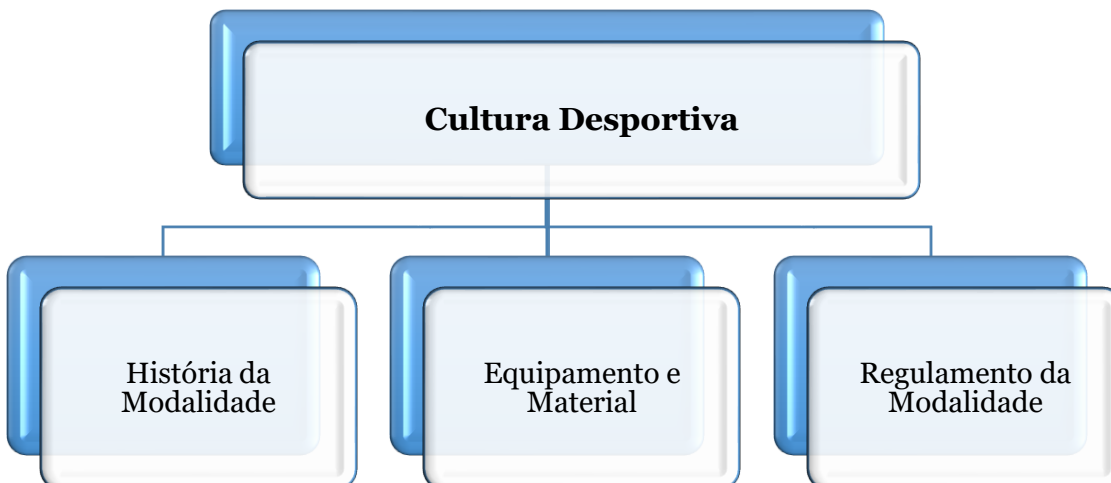 Cultura Desportiva
História da
Modalidade
Equipamento e
Material
Regulamento da
Modalidade